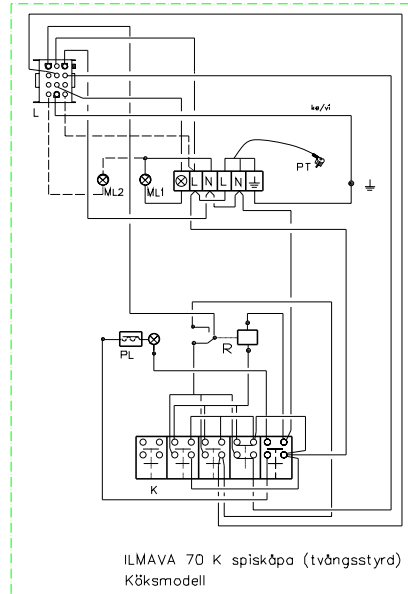 L
ke/vi
PT
ML2
ML1
L N L N
R
PL
K
ILMAVA 70 K spiskåpa (tvångsstyrd)
Köksmodell